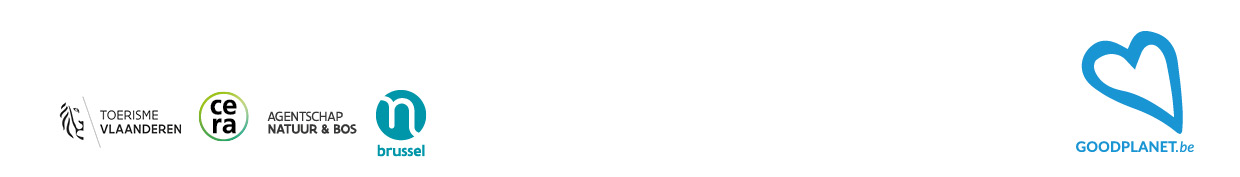 TOERISME
VLAANDEREN
ce
ra
AGENTSCHAP
NATUUR & BOS
n
brussel
GOODPLANET.be